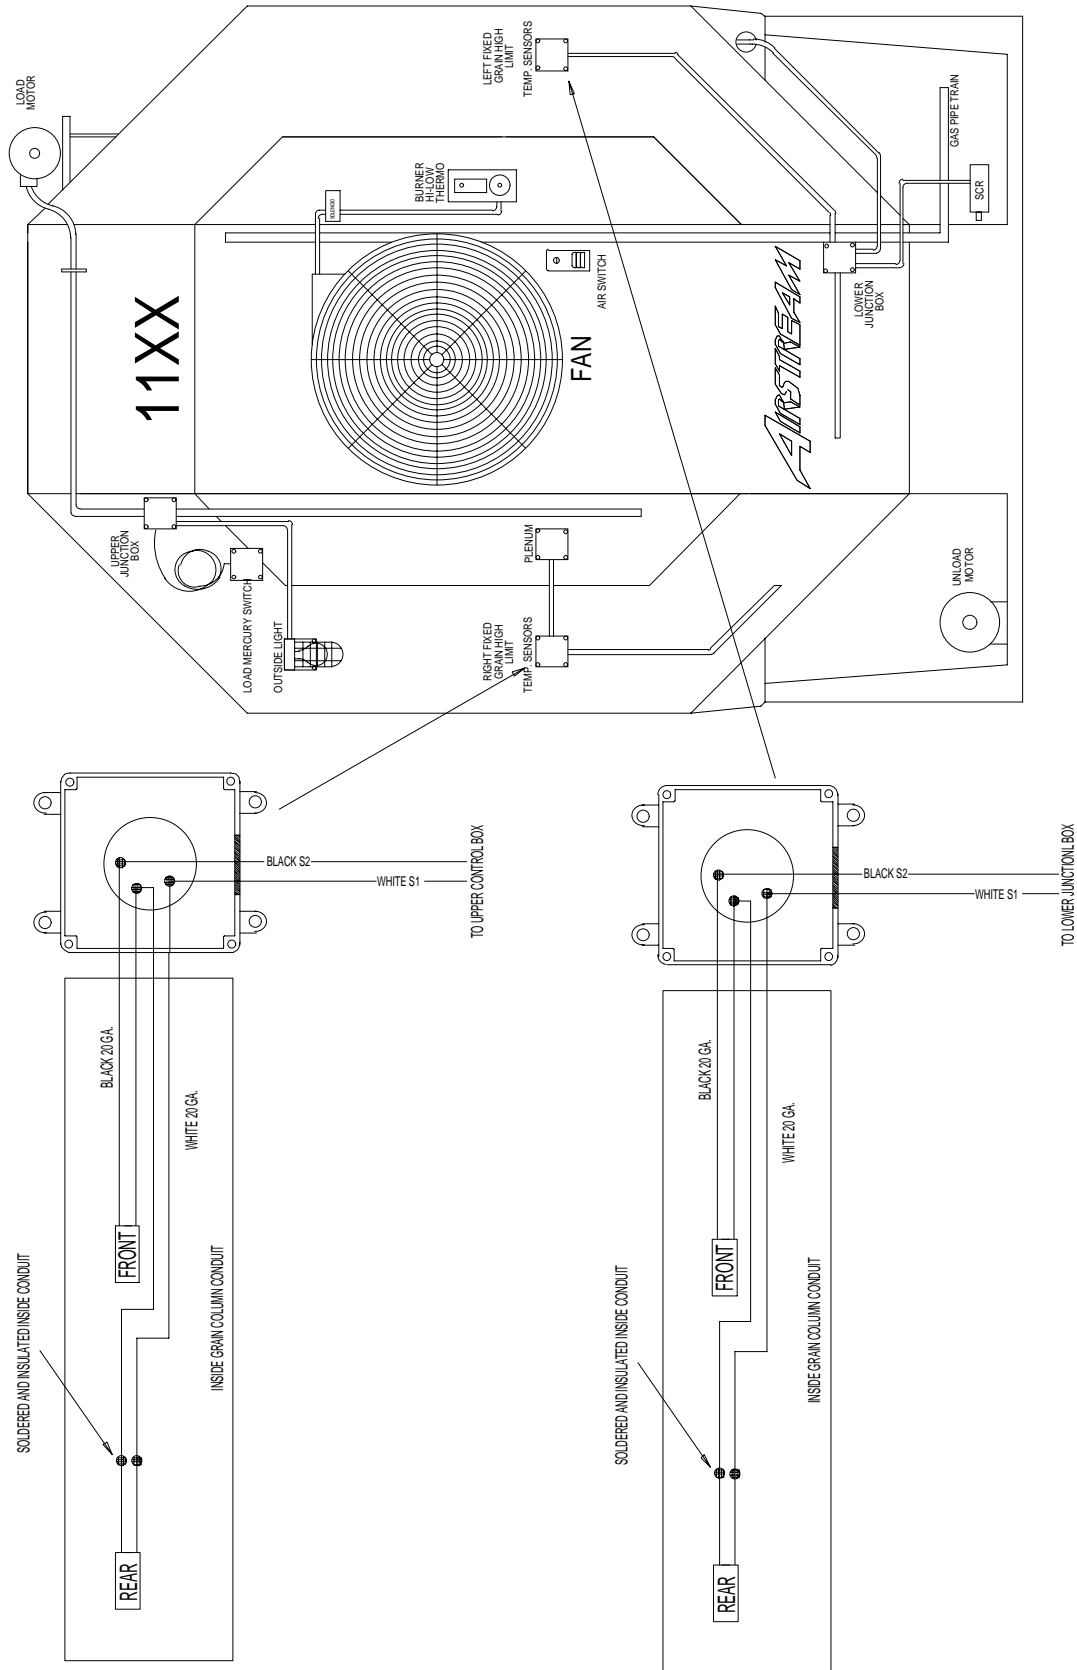 LOAD
MOTOR
LEFT FIXED
GRAIN HIGH
LIMIT
TEMP. SENSORS
BURNER
HI-LOW
THERMO
SOLENOID
GAS PIPE TRAIN
SCR
AIR SWITCH
LOWER
JUNCTION
BOX
11XX
FAN
AIRSTREAM
UPPER
JUNCTION
BOX
LOAD MERCURY SWITCH
OUTSIDE LIGHT
PLENUM
RIGHT FIXED
GRAIN HIGH
LIMIT
TEMP. SENSORS
UNLOAD
MOTOR
BLACK S2
WHITE S1
TO UPPER CONTROL BOX
BLACK 20 GA.
WHITE 20 GA.
FRONT
SOLDERED AND INSULATED INSIDE CONDUIT
INSIDE GRAIN COLUMN CONDUIT
REAR
BLACK S2
WHITE S1
TO LOWER JUNCTIONL BOX
BLACK 20 GA.
WHITE 20 GA.
FRONT
SOLDERED AND INSULATED INSIDE CONDUIT
INSIDE GRAIN COLUMN CONDUIT
REAR